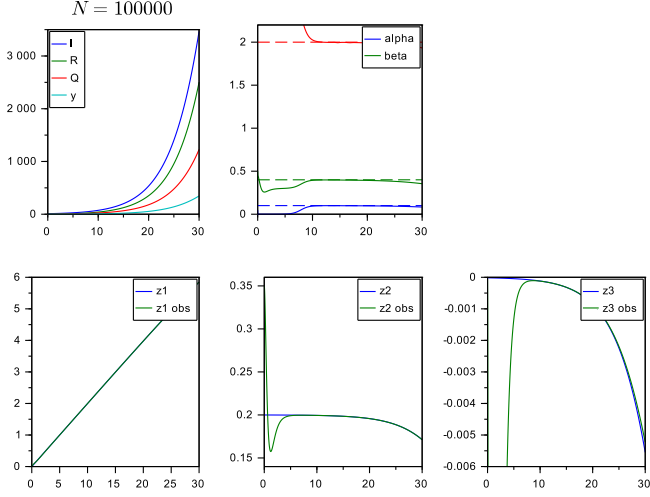 N = 100000
I
R
Q
y
3 000
2 000
1 000
0
0 10 20 30
alpha
beta
2
1.5
1
0.5
0
0 10 20 30
z1
z1 obs
6
5
4
3
2
1
0
0 5 10 15 20 25 30
z2
z2 obs
0.35
0.3
0.25
0.2
0.15
0 10 20 30
z3
z3 obs
0
-0.001
-0.002
-0.003
-0.004
-0.005
-0.006
0 10 20 30